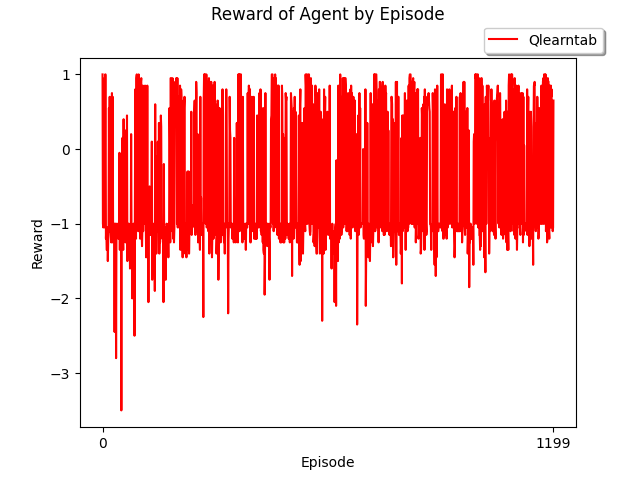 Reward of Agent by Episode
Qlearntab
1
0
−1
−2
−3
Reward
0
1199
Episode